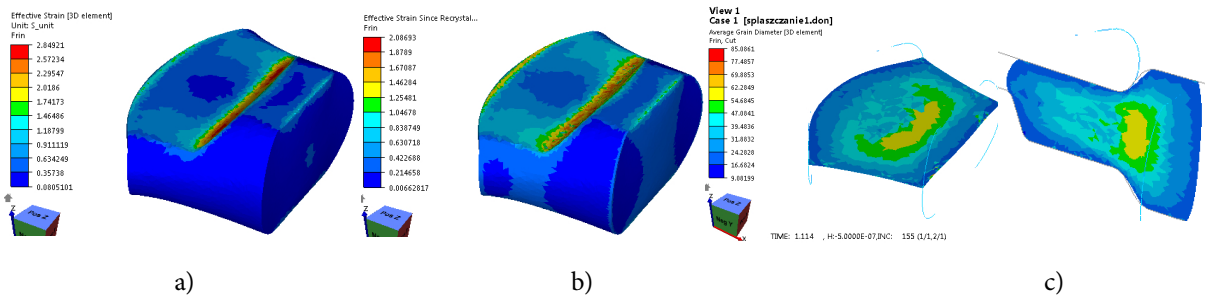 Effective Strain [3D element]
Unit: S_unit
Frin
2.84921
2.57234
2.29547
2.0186
1.74173
1.46486
1.18799
0.911119
0.634249
0.35738
0.0805101
Z
Pus Z
a)
Effective Strain Since Recrystal...
Frin
2.08693
1.8789
1.67087
1.46284
1.25481
1.04678
0.838749
0.630718
0.422688
0.214658
0.00662817
Z
Pus Z
b)
View 1
Case 1 [splaszczanie1.don]
Average Grain Diameter [3D element]
Frin, Cut
85.0861
77.4857
69.8853
62.2849
54.6845
47.0841
39.4836
31.8832
24.2828
16.6824
9.08199
Z
Neg Y
X
TIME: 1.114 , H:-5.0000E-07,INC: 155 (1/1,2/1)
c)